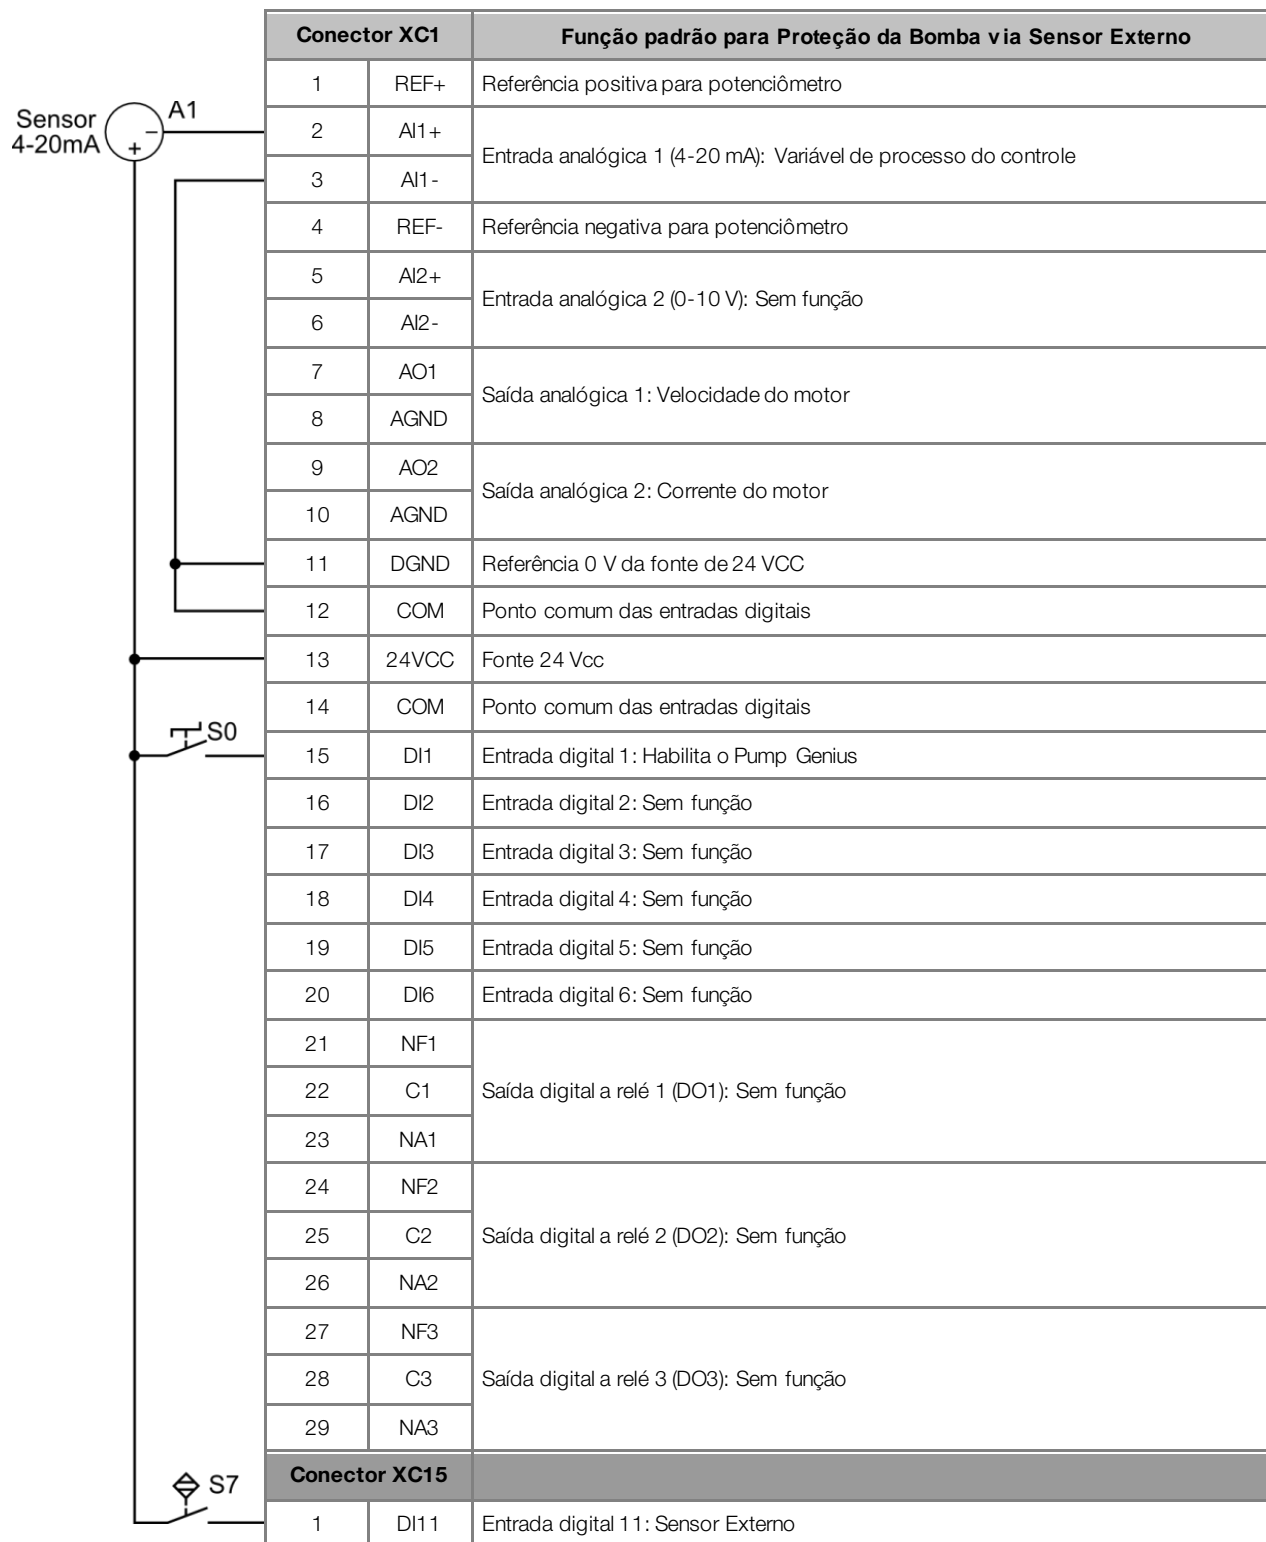 Conector XC1 Função padrão para Proteção da Bomba via Sensor Externo
1 REF+ Referência positiva para potenciômetro
Sensor 4-20mA
A1
- +
2 AI1+
Entrada analógica 1 (4-20 mA): Variável de processo do controle
3 AI1-
4 REF- Referência negativa para potenciômetro
5 AI2+
Entrada analógica 2 (0-10 V): Sem função
6 AI2-
7 AO1
Saída analógica 1: Velocidade do motor
8 AGND
9 AO2
Saída analógica 2: Corrente do motor
10 AGND
11 DGND Referência 0 V da fonte de 24 VCC
12 COM Ponto comum das entradas digitais
13 24VCC Fonte 24 Vcc
14 COM Ponto comum das entradas digitais
S0
15 DI1 Entrada digital 1: Habilita o Pump Genius
16 DI2 Entrada digital 2: Sem função
17 DI3 Entrada digital 3: Sem função
18 DI4 Entrada digital 4: Sem função
19 DI5 Entrada digital 5: Sem função
20 DI6 Entrada digital 6: Sem função
21 NF1
22 C1 Saída digital a relé 1 (DO1): Sem função
23 NA1
24 NF2
25 C2 Saída digital a relé 2 (DO2): Sem função
26 NA2
27 NF3
28 C3 Saída digital a relé 3 (DO3): Sem função
29 NA3
Conector XC15
S7
1 DI11 Entrada digital 11: Sensor Externo